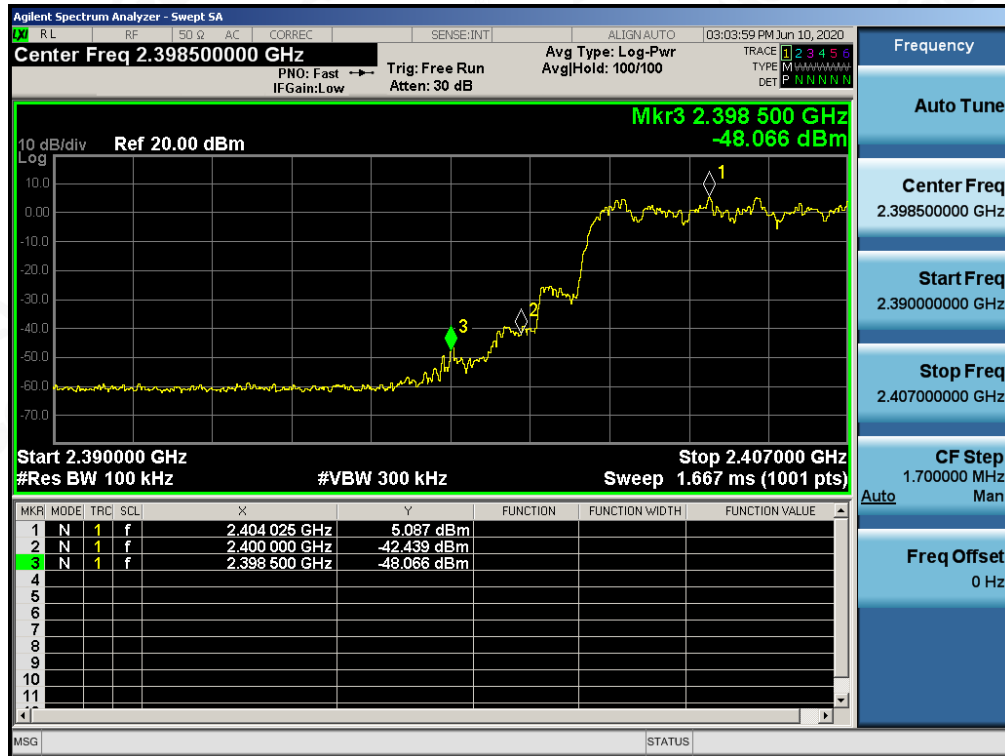 Agilent Spectrum Analyzer - Swept SA
LXI RL RF 50 Ω AC CORREC SENSE:INT ALIGN AUTO 03:03:59 PM Jun 10, 2020
Center Freq 2.398500000 GHz
PNO: Fast
IFGain:Low
Trig: Free Run
Atten: 30 dB
Avg Type: Log-Pwr
Avg|Hold: 100/100
TRACE 1 2 3 4 5 6
TYPE M WWWWW
DET P N N N N N
Mkr3 2.398 500 GHz
-48.066 dBm
10 dB/div Ref 20.00 dBm
Log
10.0
0.00
-10.0
-20.0
-30.0
-40.0
-50.0
-60.0
-70.0
1
2
3
Start 2.390000 GHz Stop 2.407000 GHz
#Res BW 100 kHz #VBW 300 kHz Sweep 1.667 ms (1001 pts)
MKR MODE TRC SCL X Y FUNCTION FUNCTION WIDTH FUNCTION VALUE
1 N 1 f 2.404 025 GHz 5.087 dBm
2 N 1 f 2.400 000 GHz -42.439 dBm
3 N 1 f 2.398 500 GHz -48.066 dBm
4
5
6
7
8
9
10
11
MSG STATUS
Frequency
Auto Tune
Center Freq
2.398500000 GHz
Start Freq
2.390000000 GHz
Stop Freq
2.407000000 GHz
CF Step
1.700000 MHz
Auto Man
Freq Offset
0 Hz